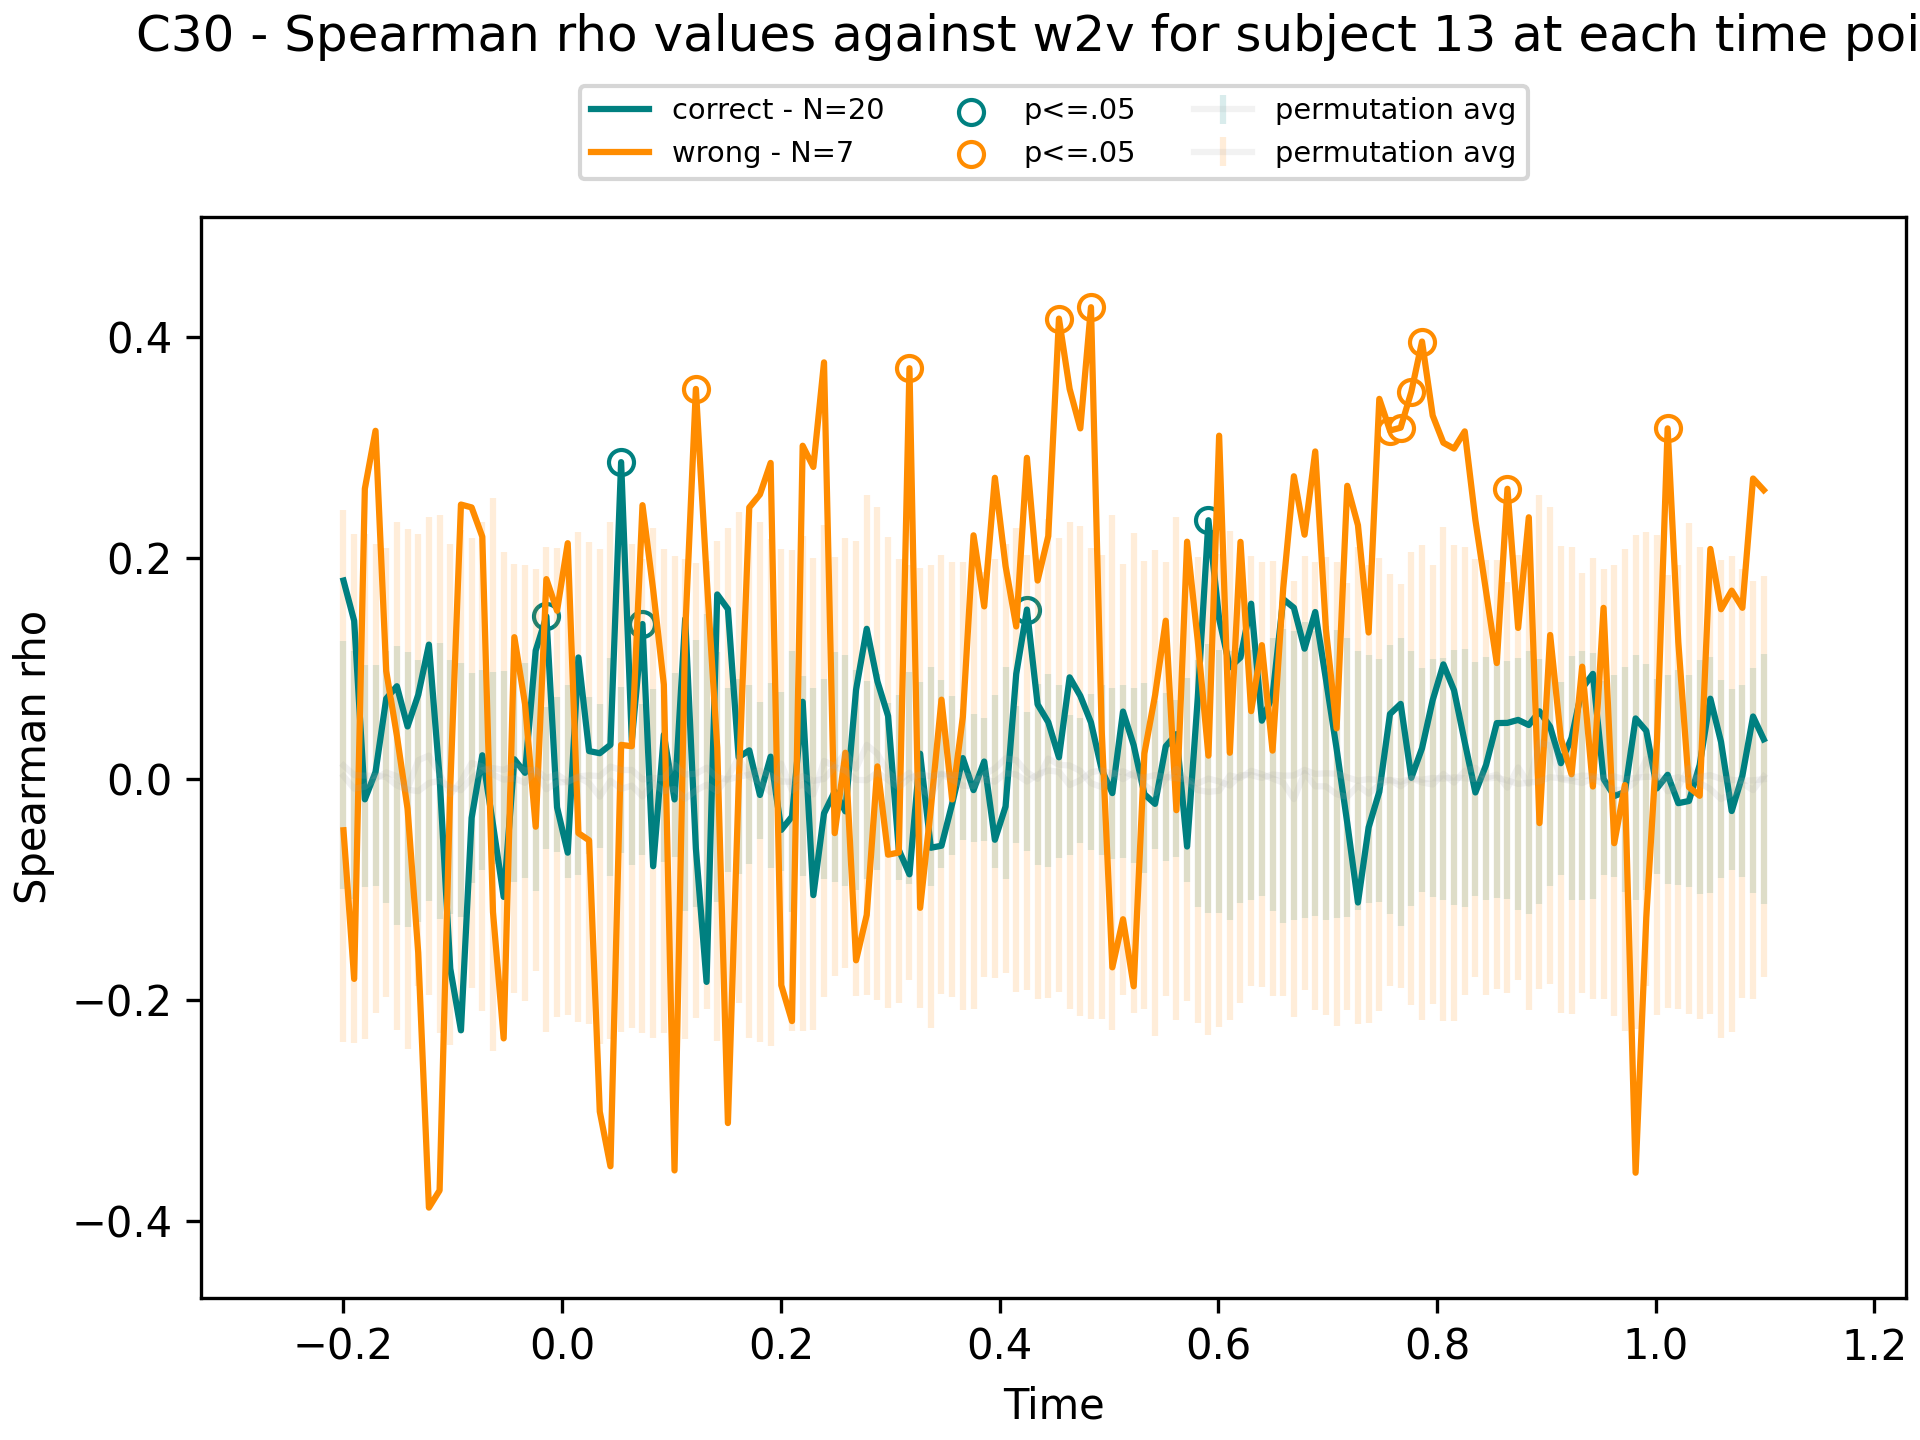 C30 - Spearman rho values against w2v for subject 13 at each time poi
correct - N=20 p<=.05 permutation avg
wrong - N=7 p<=.05 permutation avg
0.4
0.2
0.0
−0.2
−0.4
Spearman rho
−0.2 0.0 0.2 0.4 0.6 0.8 1.0 1.2
Time